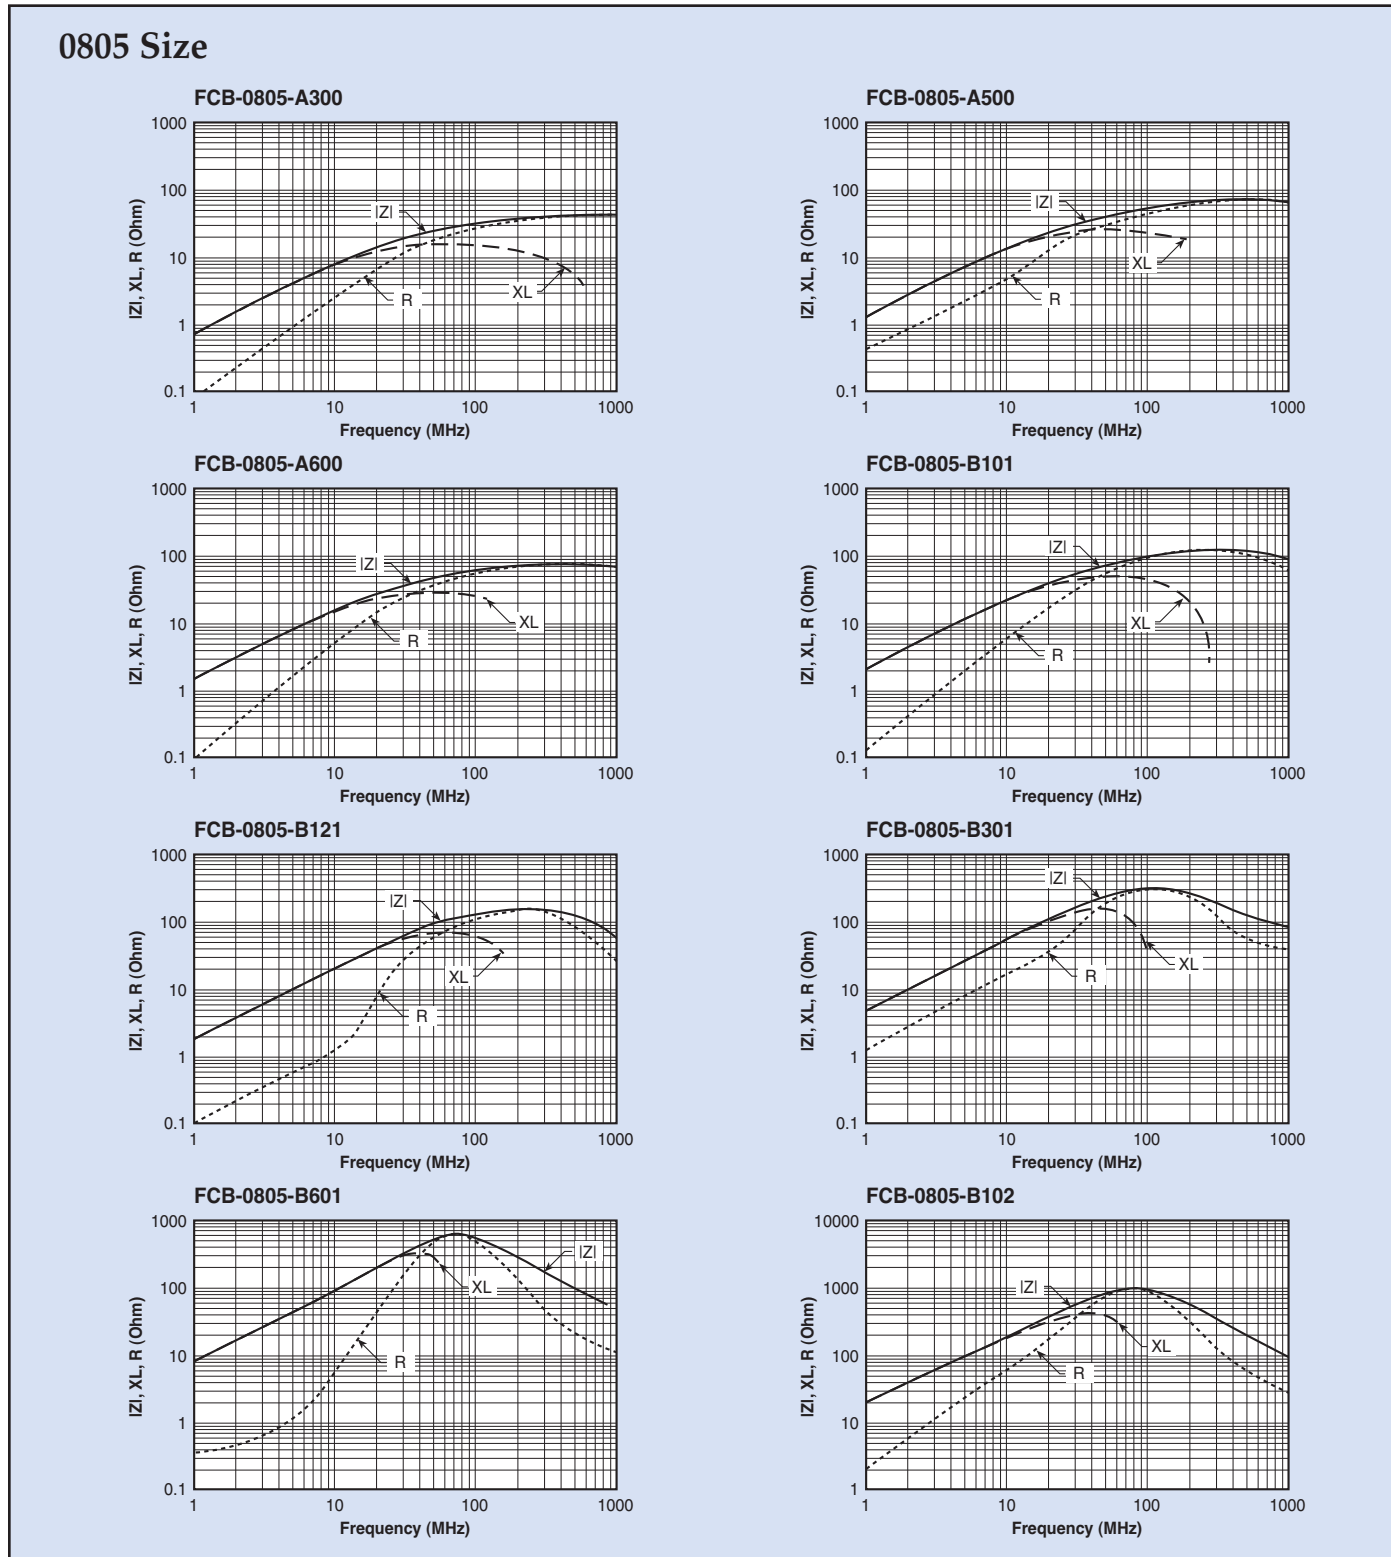 0805 Size
FCB-0805-A300
1000
100
10
1
0.1
|Z|, XL, R (Ohm)
|Z|
R
XL
1 10 100 1000
Frequency (MHz)
FCB-0805-A500
1000
100
10
1
0.1
|Z|, XL, R (Ohm)
|Z|
XL
R
1 10 100 1000
Frequency (MHz)
FCB-0805-A600
1000
100
10
1
0.1
|Z|, XL, R (Ohm)
|Z|
XL
R
1 10 100 1000
Frequency (MHz)
FCB-0805-B101
1000
100
10
1
0.1
|Z|, XL, R (Ohm)
|Z|
XL
R
1 10 100 1000
Frequency (MHz)
FCB-0805-B121
1000
100
10
1
0.1
|Z|, XL, R (Ohm)
|Z|
XL
R
1 10 100 1000
Frequency (MHz)
FCB-0805-B301
1000
100
10
1
0.1
|Z|, XL, R (Ohm)
|Z|
XL
R
1 10 100 1000
Frequency (MHz)
FCB-0805-B601
1000
100
10
1
0.1
|Z|, XL, R (Ohm)
|Z|
XL
R
1 10 100 1000
Frequency (MHz)
FCB-0805-B102
10000
1000
100
10
1
|Z|, XL, R (Ohm)
|Z|
XL
R
1 10 100 1000
Frequency (MHz)